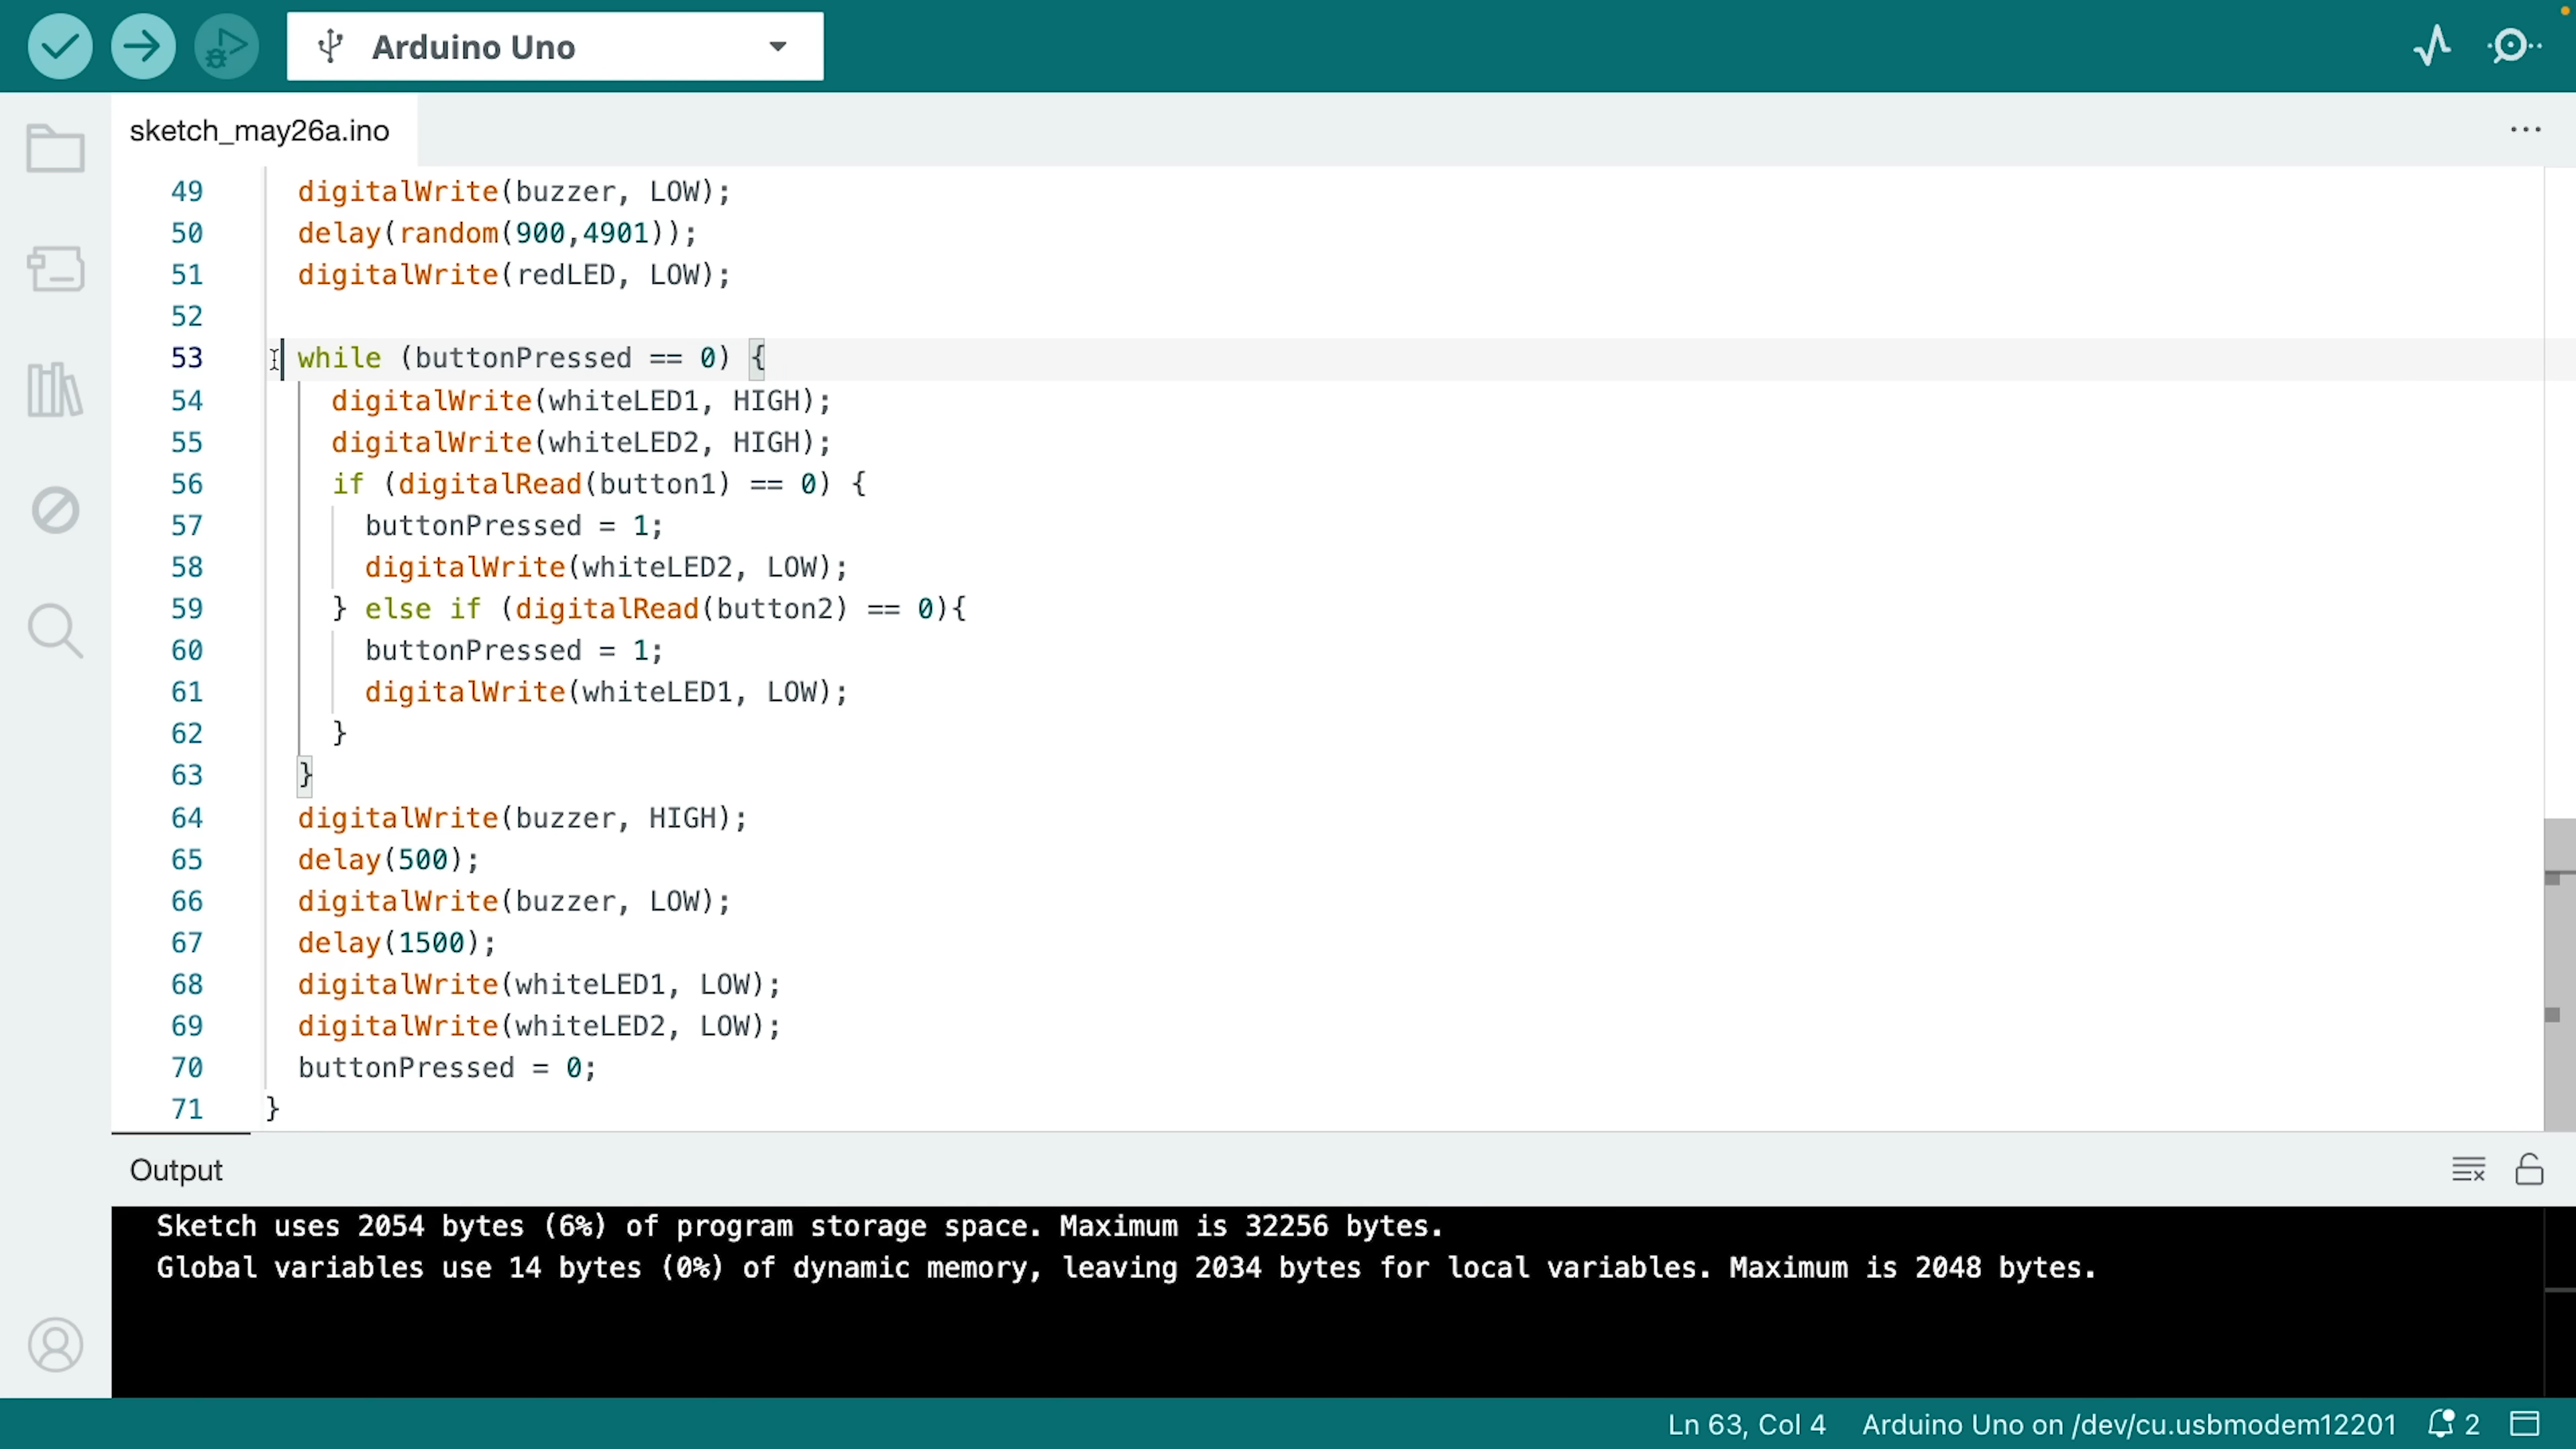 Arduino Uno
sketch_may26a.ino
49 digitalWrite(buzzer, LOW);
50 delay(random(900,4901));
51 digitalWrite(redLED, LOW);
52
53 while (buttonPressed == 0) {
54 digitalWrite(whiteLED1, HIGH);
55 digitalWrite(whiteLED2, HIGH);
56 if (digitalRead(button1) == 0) {
57 buttonPressed = 1;
58 digitalWrite(whiteLED2, LOW);
59 } else if (digitalRead(button2) == 0){
60 buttonPressed = 1;
61 digitalWrite(whiteLED1, LOW);
62 }
63 }
64 digitalWrite(buzzer, HIGH);
65 delay(500);
66 digitalWrite(buzzer, LOW);
67 delay(1500);
68 digitalWrite(whiteLED1, LOW);
69 digitalWrite(whiteLED2, LOW);
70 buttonPressed = 0;
71 }
Output
Sketch uses 2054 bytes (6%) of program storage space. Maximum is 32256 bytes.
Global variables use 14 bytes (0%) of dynamic memory, leaving 2034 bytes for local variables. Maximum is 2048 bytes.
Ln 63, Col 4 Arduino Uno on /dev/cu.usbmodem12201 2